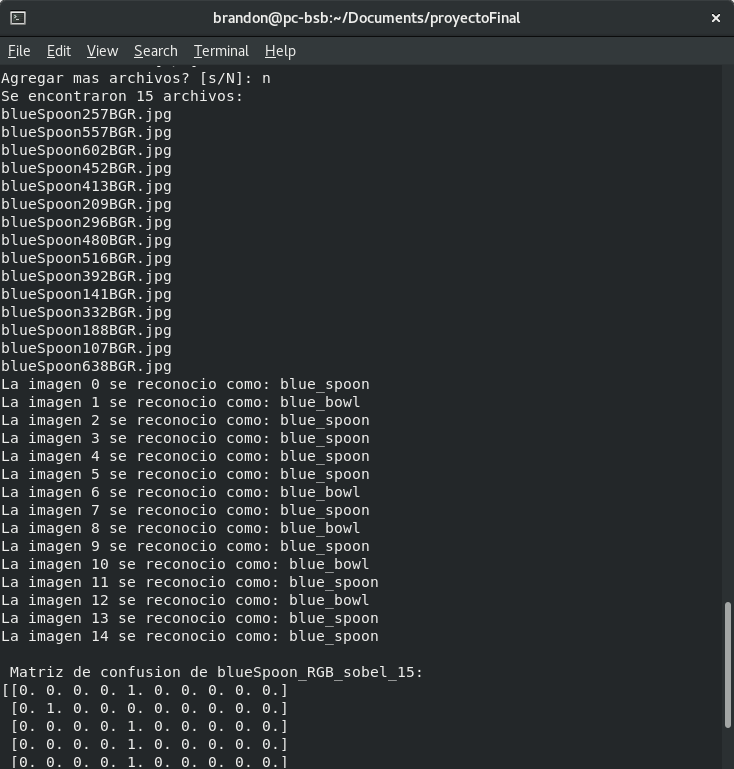 brandon@pc-bsb:~/Documents/proyectoFinal
File Edit View Search Terminal Help
Agregar mas archivos? [s/N]: n
Se encontraron 15 archivos:
blueSpoon257BGR.jpg
blueSpoon557BGR.jpg
blueSpoon602BGR.jpg
blueSpoon452BGR.jpg
blueSpoon413BGR.jpg
blueSpoon209BGR.jpg
blueSpoon296BGR.jpg
blueSpoon480BGR.jpg
blueSpoon516BGR.jpg
blueSpoon392BGR.jpg
blueSpoon141BGR.jpg
blueSpoon332BGR.jpg
blueSpoon188BGR.jpg
blueSpoon107BGR.jpg
blueSpoon638BGR.jpg
La imagen 0 se reconocio como: blue_spoon
La imagen 1 se reconocio como: blue_bowl
La imagen 2 se reconocio como: blue_spoon
La imagen 3 se reconocio como: blue_spoon
La imagen 4 se reconocio como: blue_spoon
La imagen 5 se reconocio como: blue_spoon
La imagen 6 se reconocio como: blue_bowl
La imagen 7 se reconocio como: blue_spoon
La imagen 8 se reconocio como: blue_bowl
La imagen 9 se reconocio como: blue_spoon
La imagen 10 se reconocio como: blue_bowl
La imagen 11 se reconocio como: blue_spoon
La imagen 12 se reconocio como: blue_bowl
La imagen 13 se reconocio como: blue_spoon
La imagen 14 se reconocio como: blue_spoon
Matriz de confusion de blueSpoon_RGB_sobel_15:
[[0. 0. 0. 0. 1. 0. 0. 0. 0. 0.]
[0. 1. 0. 0. 0. 0. 0. 0. 0. 0.]
[0. 0. 0. 0. 1. 0. 0. 0. 0. 0.]
[0. 0. 0. 0. 1. 0. 0. 0. 0. 0.]
[0. 0. 0. 0. 1. 0. 0. 0. 0. 0.]